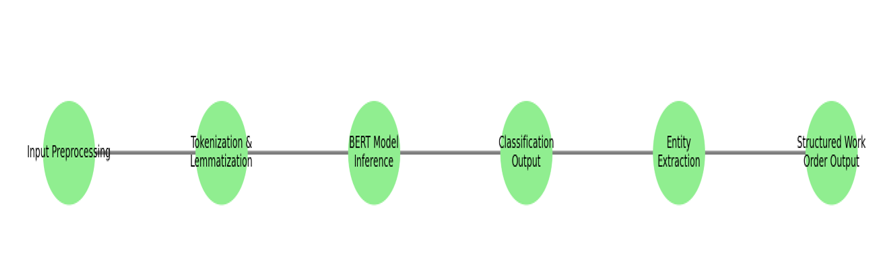 Input Preprocessing
Tokenization &
Lemmatization
BERT Model
Inference
Classification
Output
Entity
Extraction
Structured Work
Order Output